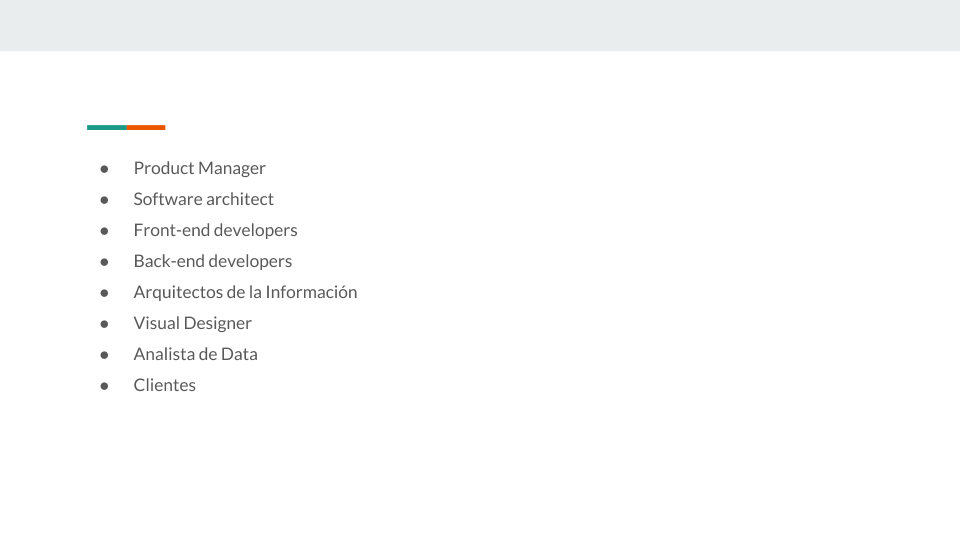 ● Product Manager
● Software architect
● Front-end developers
● Back-end developers
● Arquitectos de la Información
● Visual Designer
● Analista de Data
● Clientes